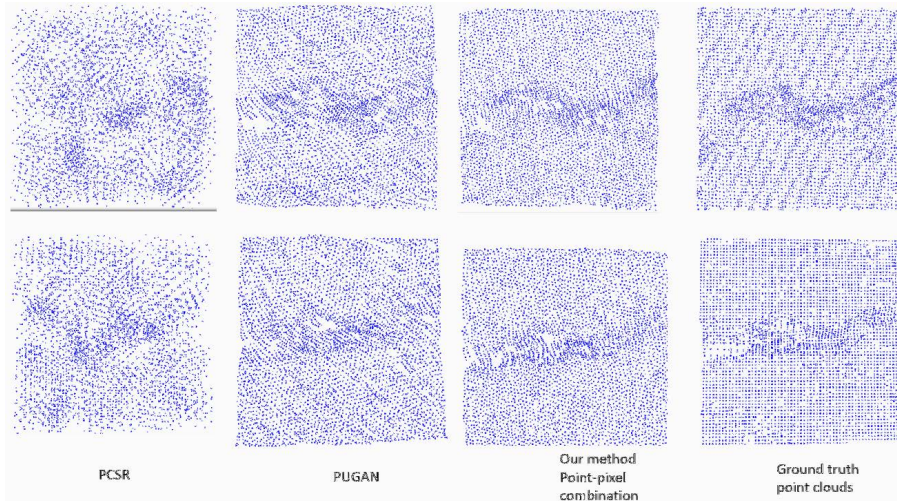 PCSR
PUGAN
Our method
Point-pixel
combination
Ground truth
point clouds